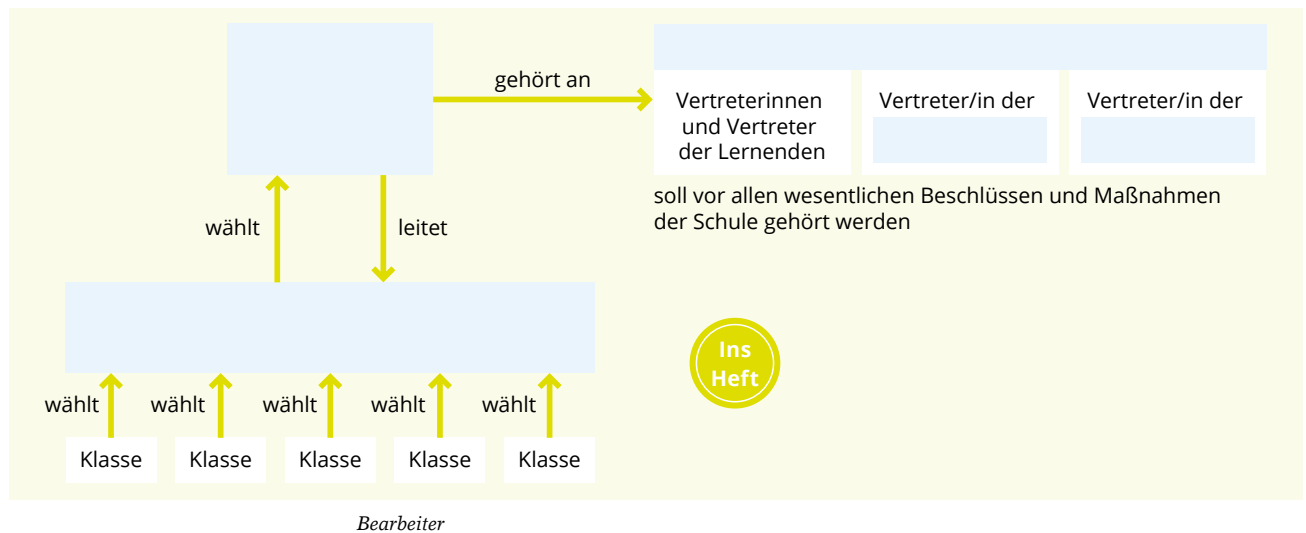 gehört an
Vertreterinnen
und Vertreter
der Lernenden
Vertreter/in der
Vertreter/in der
soll vor allen wesentlichen Beschlüssen und Maßnahmen
der Schule gehört werden
wählt
leitet
Ins
Heft
wählt
wählt
wählt
wählt
wählt
Klasse
Klasse
Klasse
Klasse
Klasse
Bearbeiter